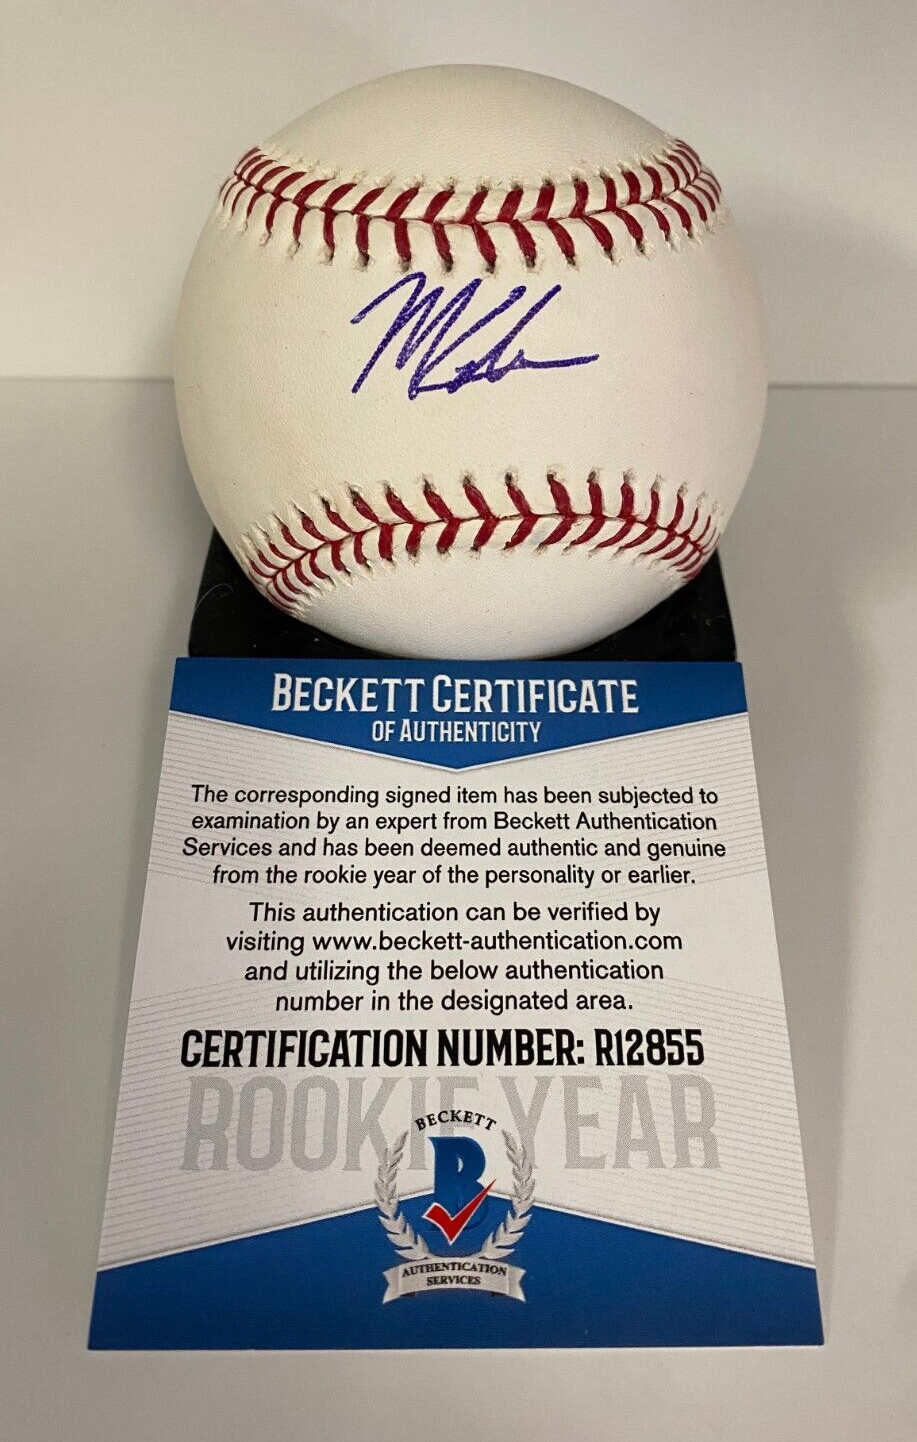 BECKETT CERTIFICATE
OF AUTHENTICITY
The corresponding signed item has been subjected to
examination by an expert from Beckett Authentication
Services and has been deemed authentic and genuine
from the rookie year of the personality or earlier.
This authentication can be verified by
visiting www.beckett-authentication.com
and utilizing the below authentication
number in the designated area.
CERTIFICATION NUMBER: R12855
ROOKIE YEAR
BECKETT
B
AUTHENTICATION
SERVICES